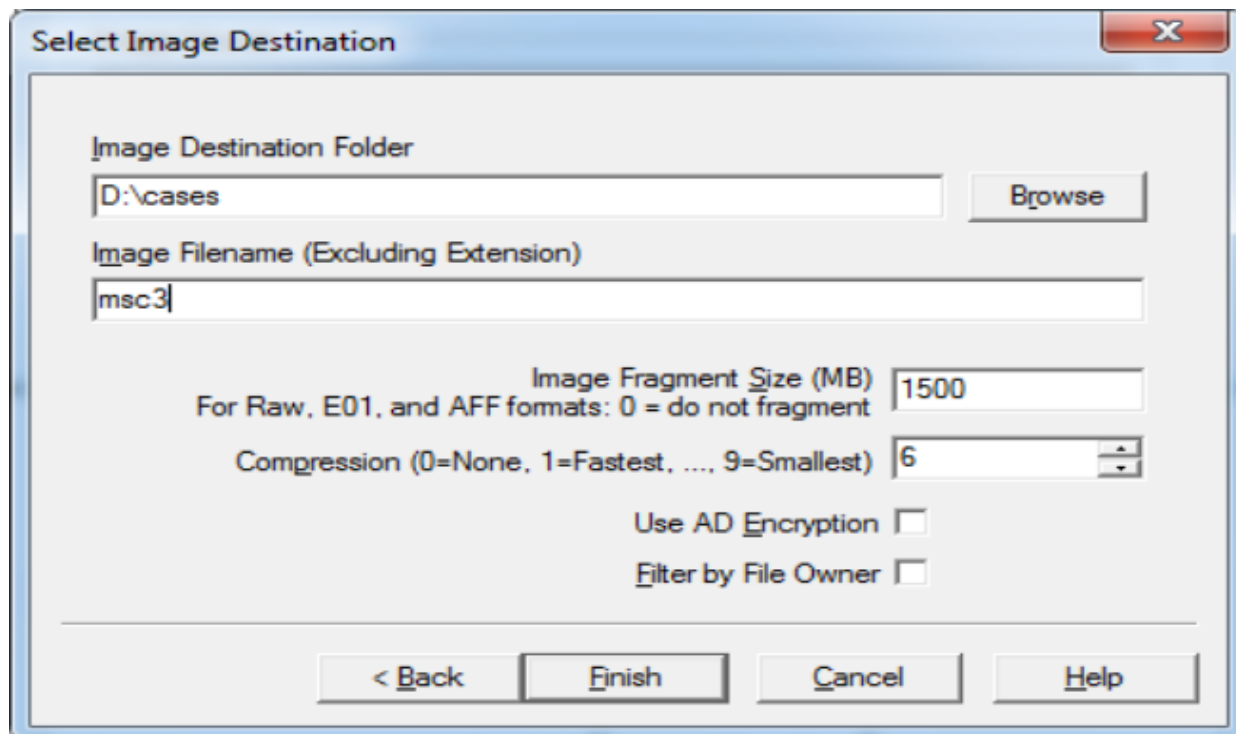 Select Image Destination
Image Destination Folder
D:\cases
Browse
Image Filename (Excluding Extension)
msc3
Image Fragment Size (MB)
For Raw, E01, and AFF formats: 0 = do not fragment
1500
Compression (0=None, 1=Fastest, ..., 9=Smallest)
6
Use AD Encryption
Filter by File Owner
< Back
Finish
Cancel
Help